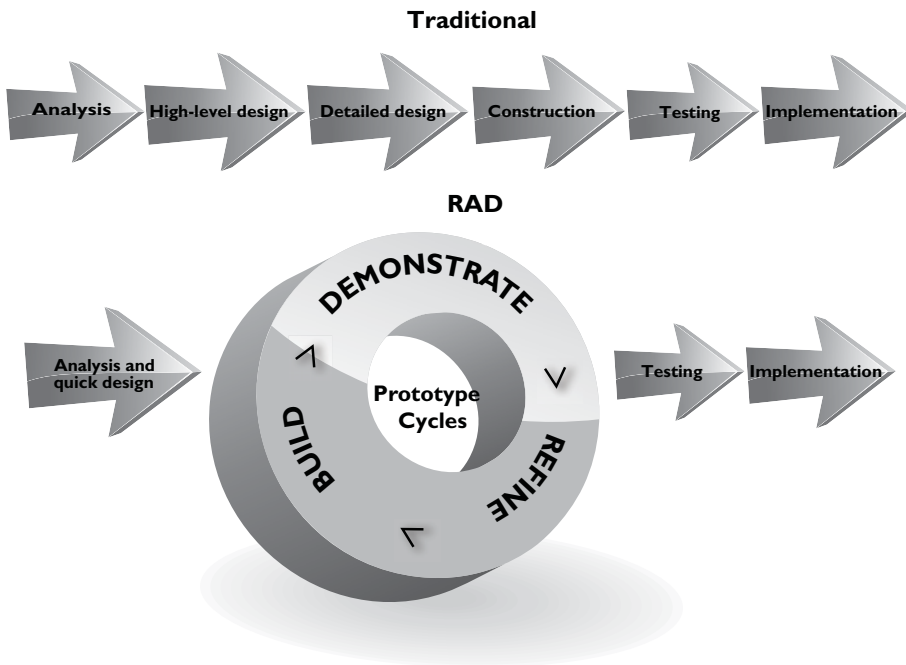 Traditional
Analysis
High-level design
Detailed design
Construction
Testing
Implementation
RAD
Analysis and
quick design
DEMONSTRATE
REFINE
BUILD
Prototype
Cycles
Testing
Implementation